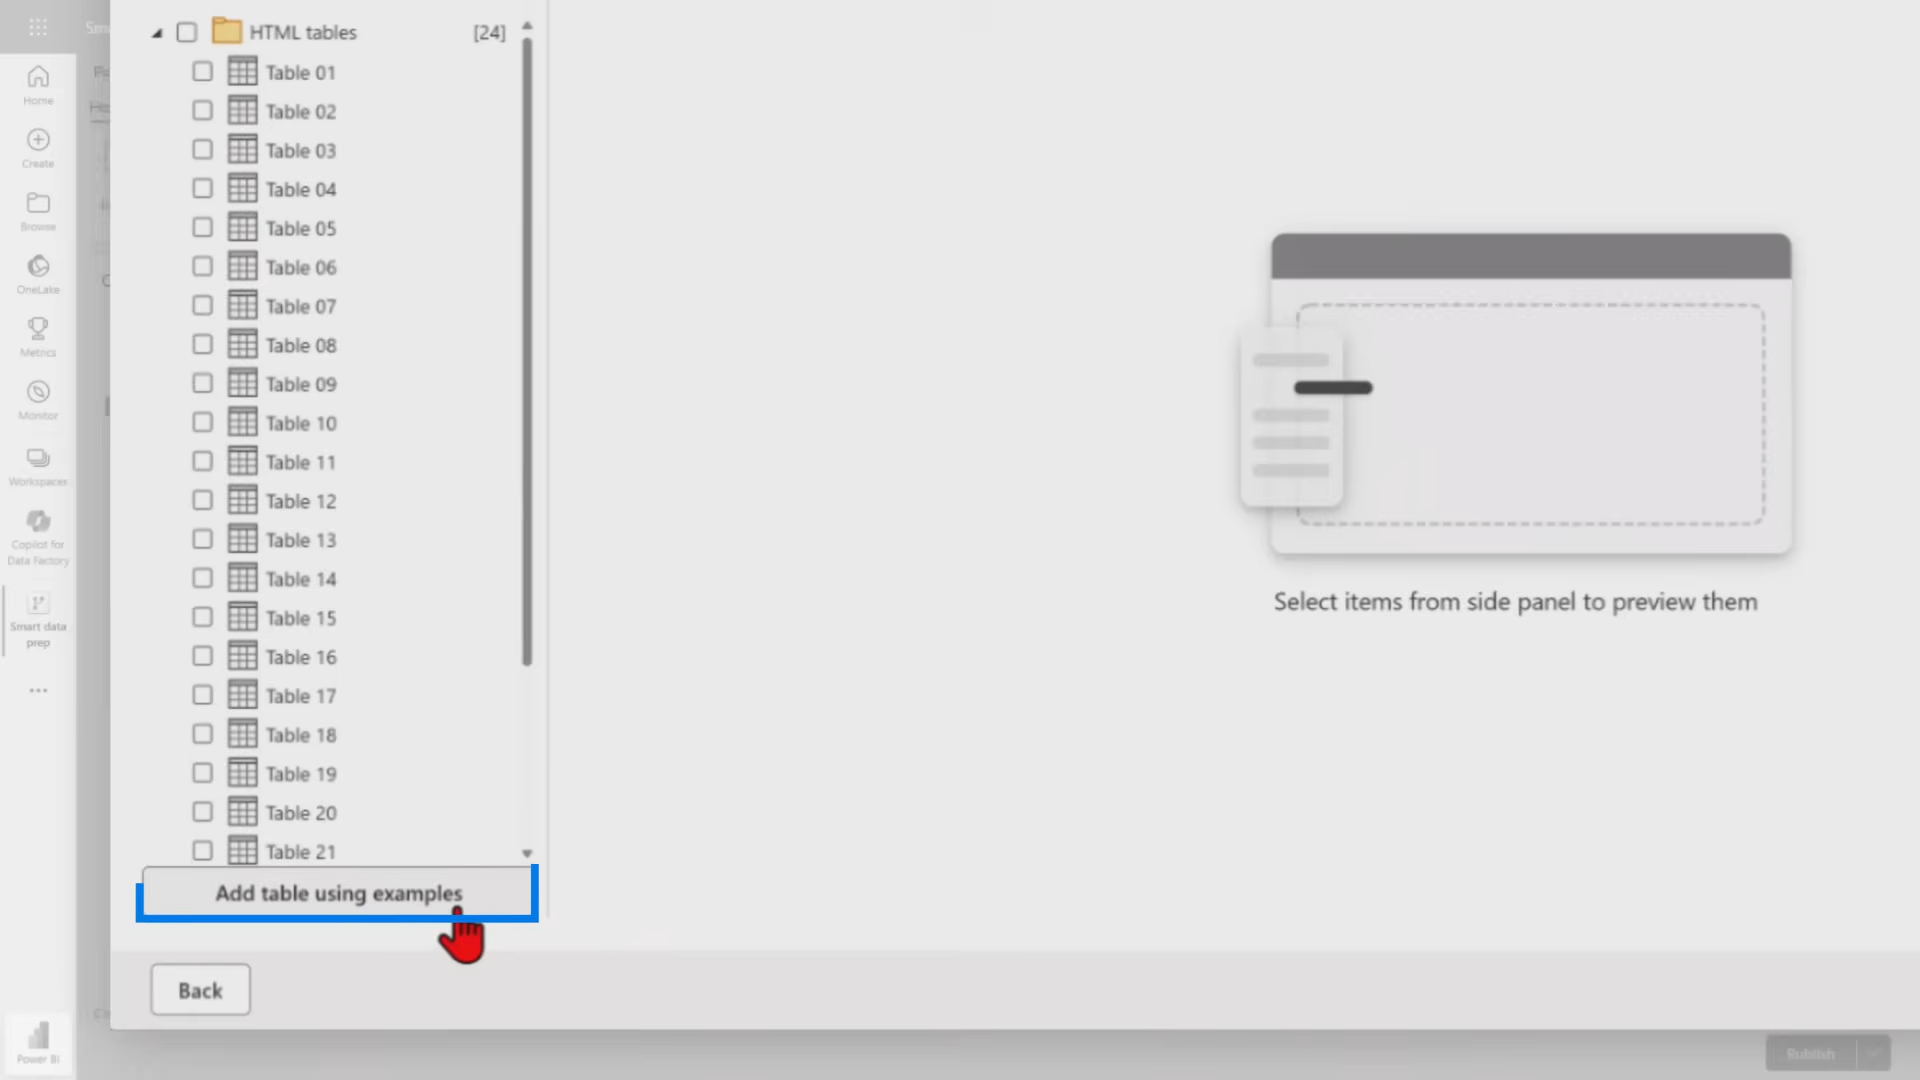 HTML tables [24]
Table 01
Table 02
Table 03
Table 04
Table 05
Table 06
Table 07
Table 08
Table 09
Table 10
Table 11
Table 12
Table 13
Table 14
Table 15
Table 16
Table 17
Table 18
Table 19
Table 20
Table 21
Add table using examples
Back
Select items from side panel to preview them
Home
Create
Browse
OneLake
Metrics
Monitor
Workspaces
Copilot for
Data Factory
Smart data
prep
Power BI
Publish